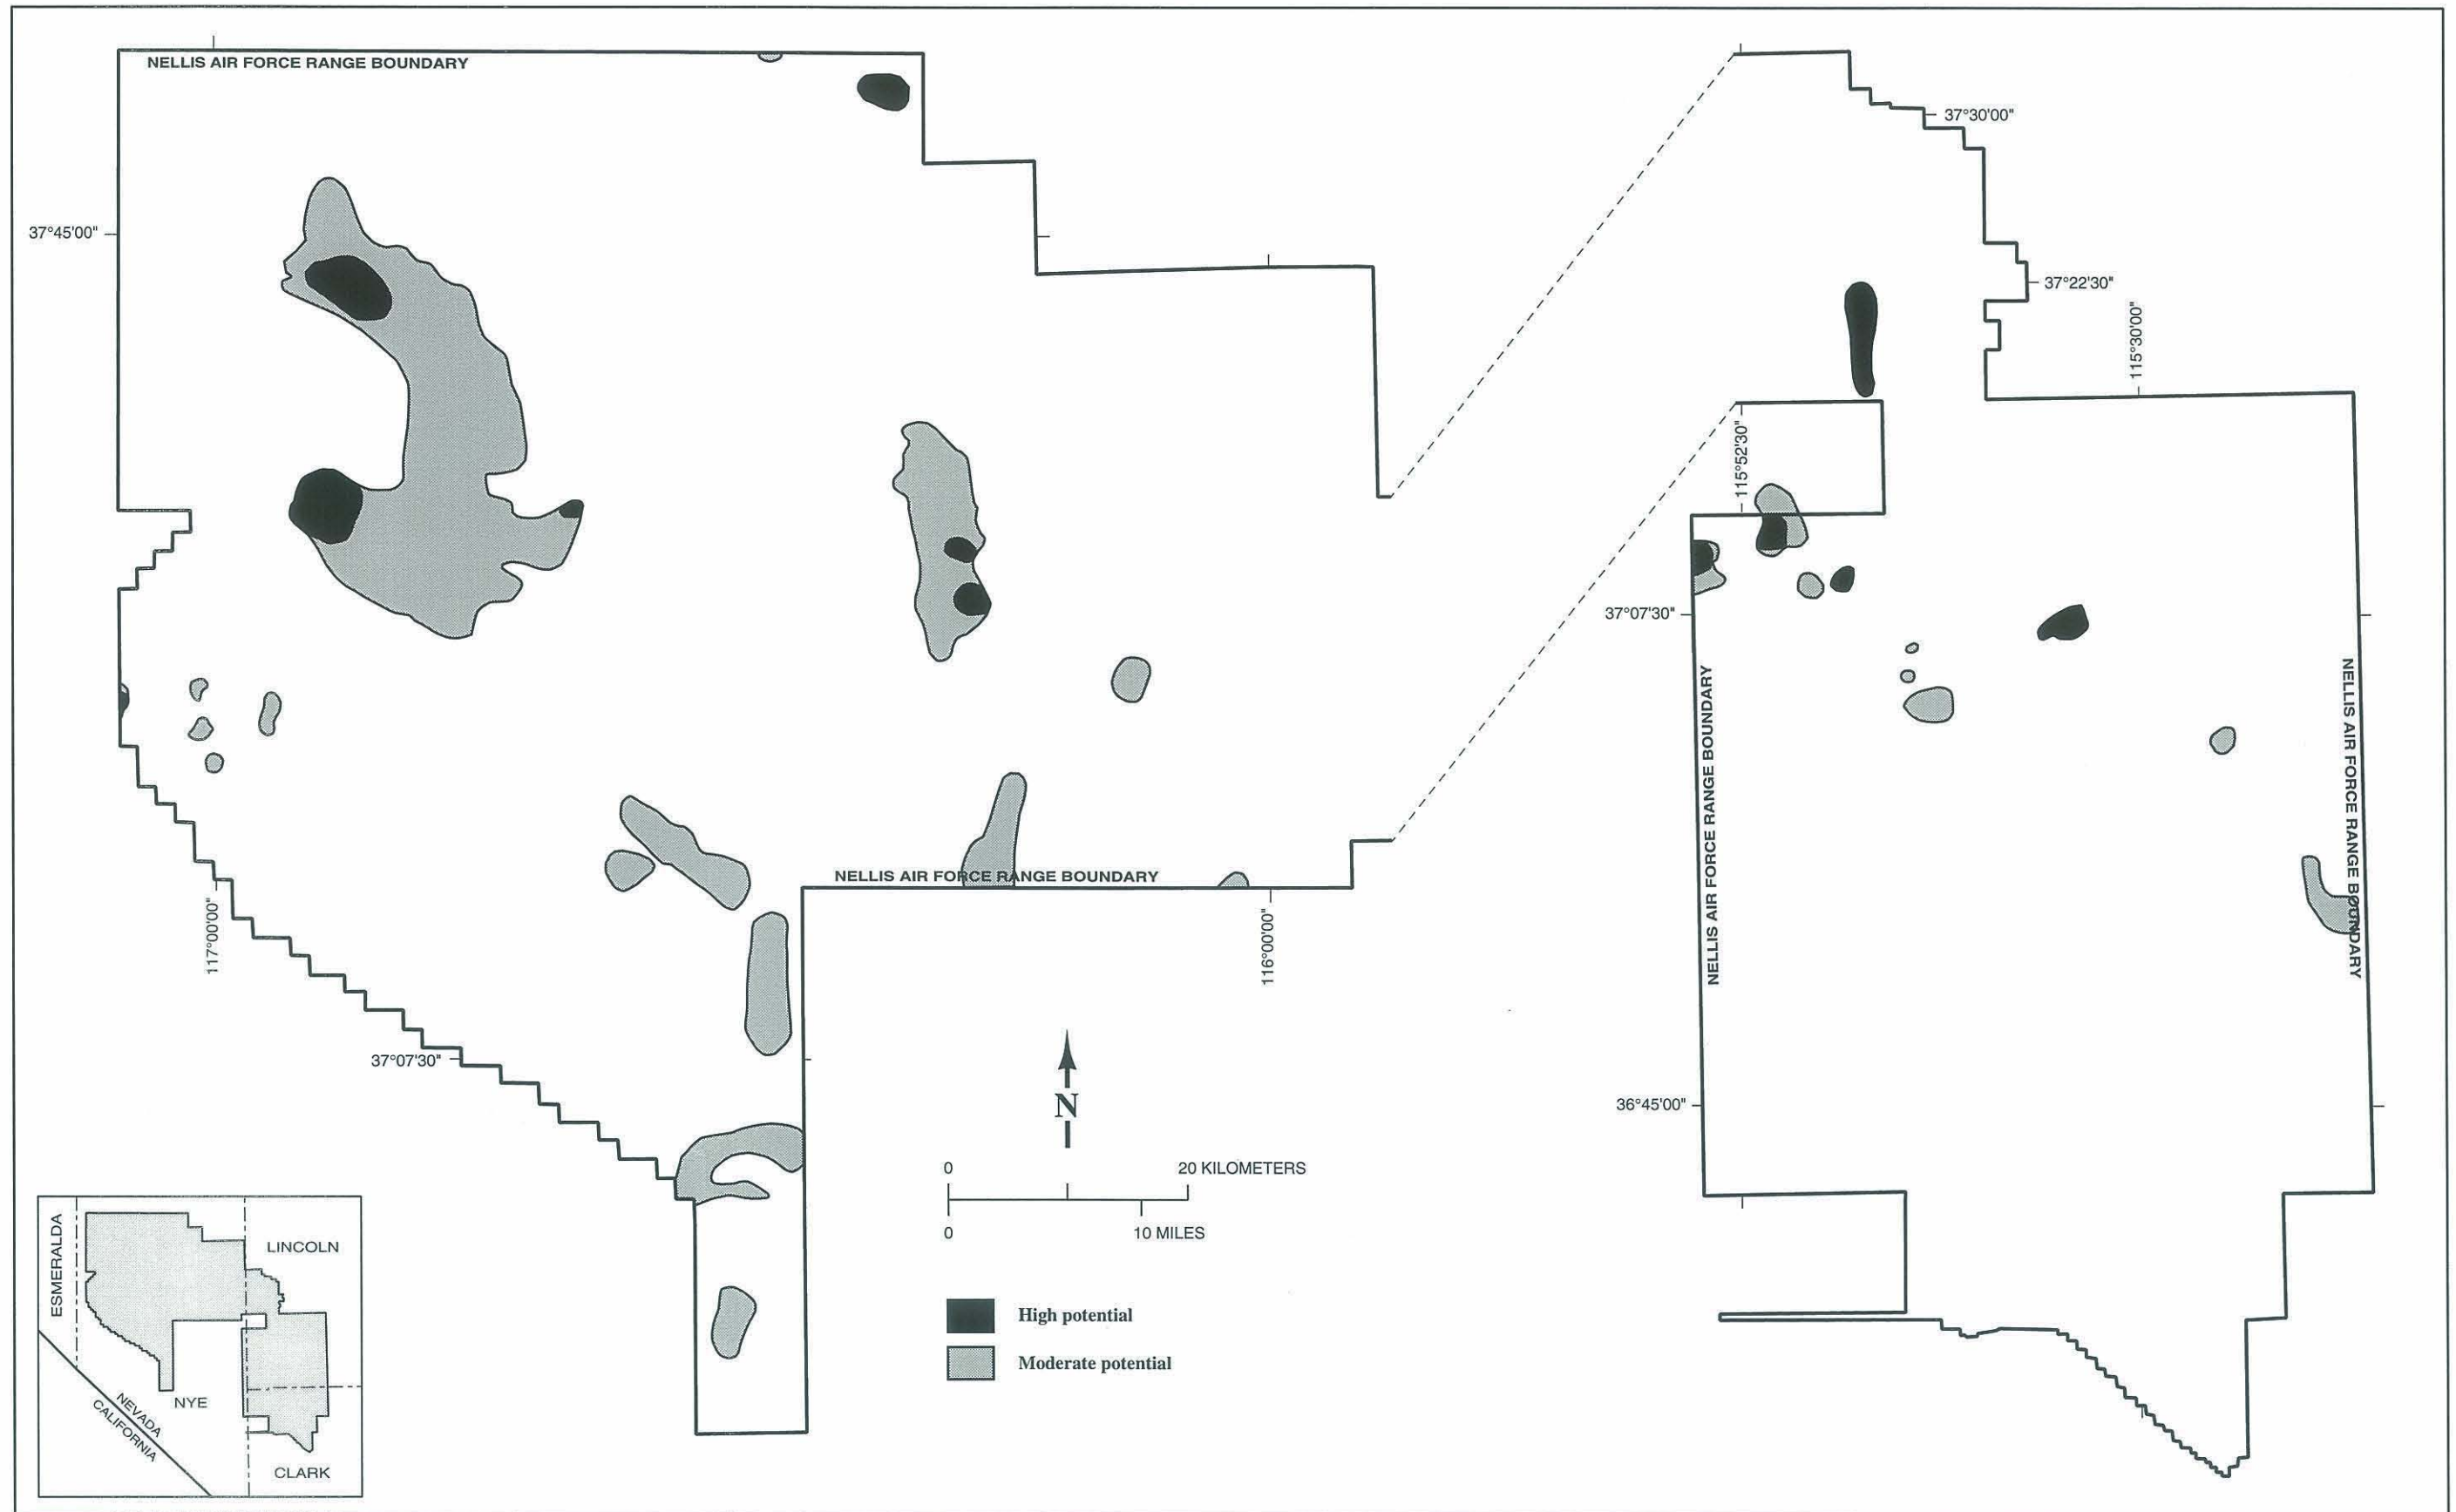 NELLIS AIR FORCE RANGE BOUNDARY
37°30'00"
37°45'00"
37°22'30"
115°30'00"
115°52'30"
37°07'30"
NELLIS AIR FORCE RANGE BOUNDARY
NELLIS AIR FORCE RANGE BOUNDARY
NELLIS AIR FORCE RANGE BOUNDARY
117°00'00"
116°00'00"
37°07'30"
N
36°45'00"
0
20 KILOMETERS
0
10 MILES
High potential
Moderate potential
ESMERALDA
LINCOLN
NYE
NEVADA
CALIFORNIA
CLARK